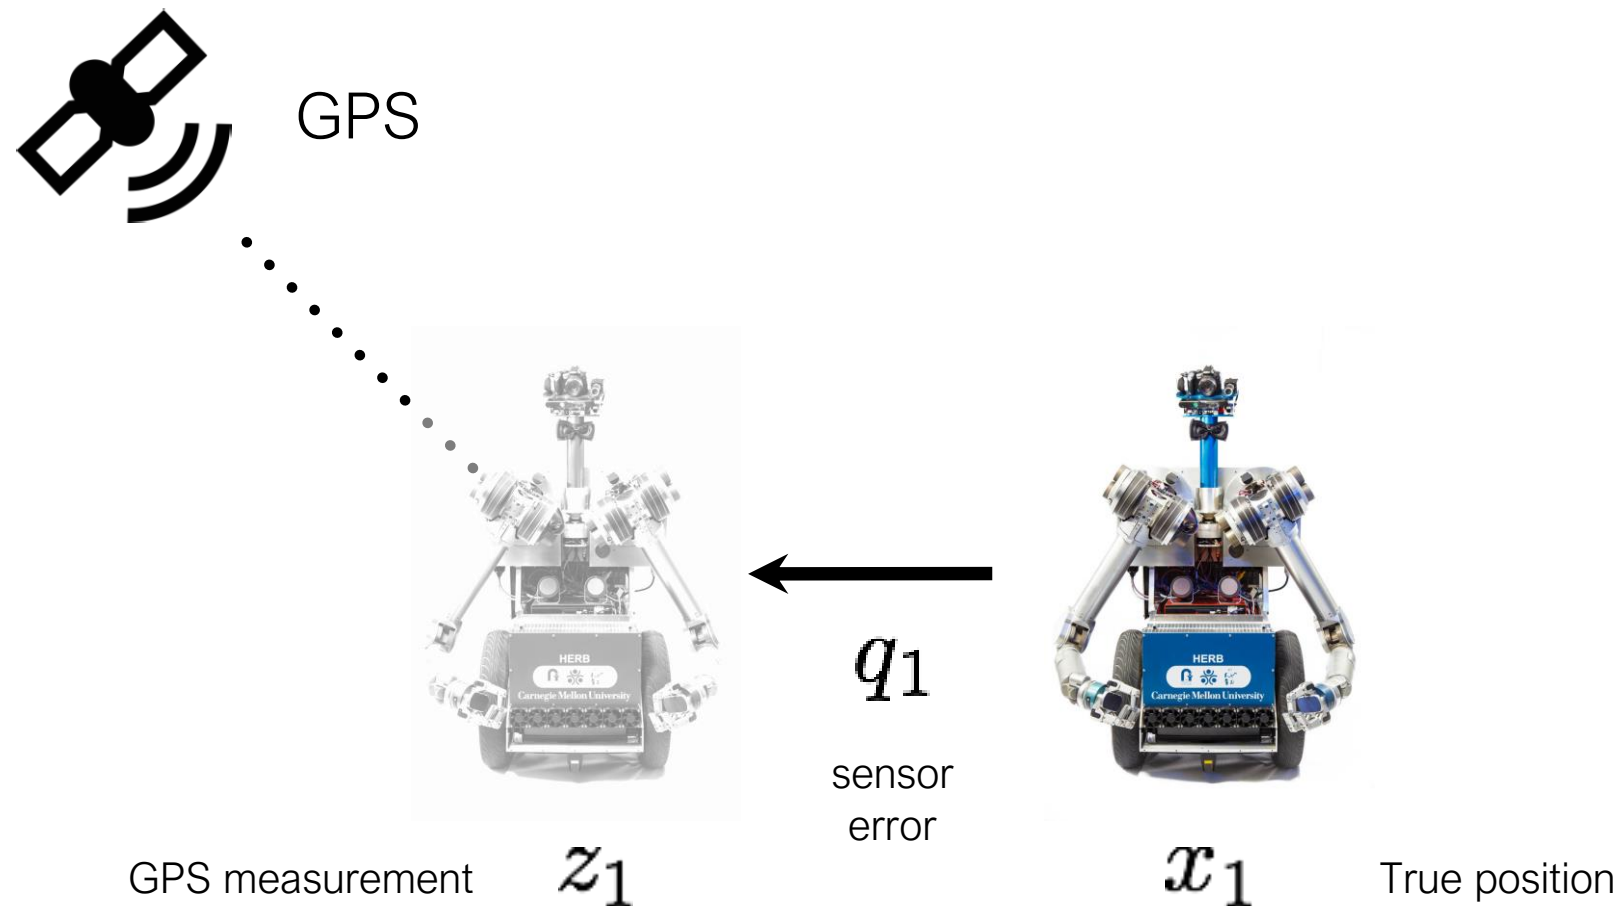 GPS
HERB
Carnegie Mellon University
HERB
Carnegie Mellon University
q₁
sensor
error
GPS measurement z₁ x₁ True position